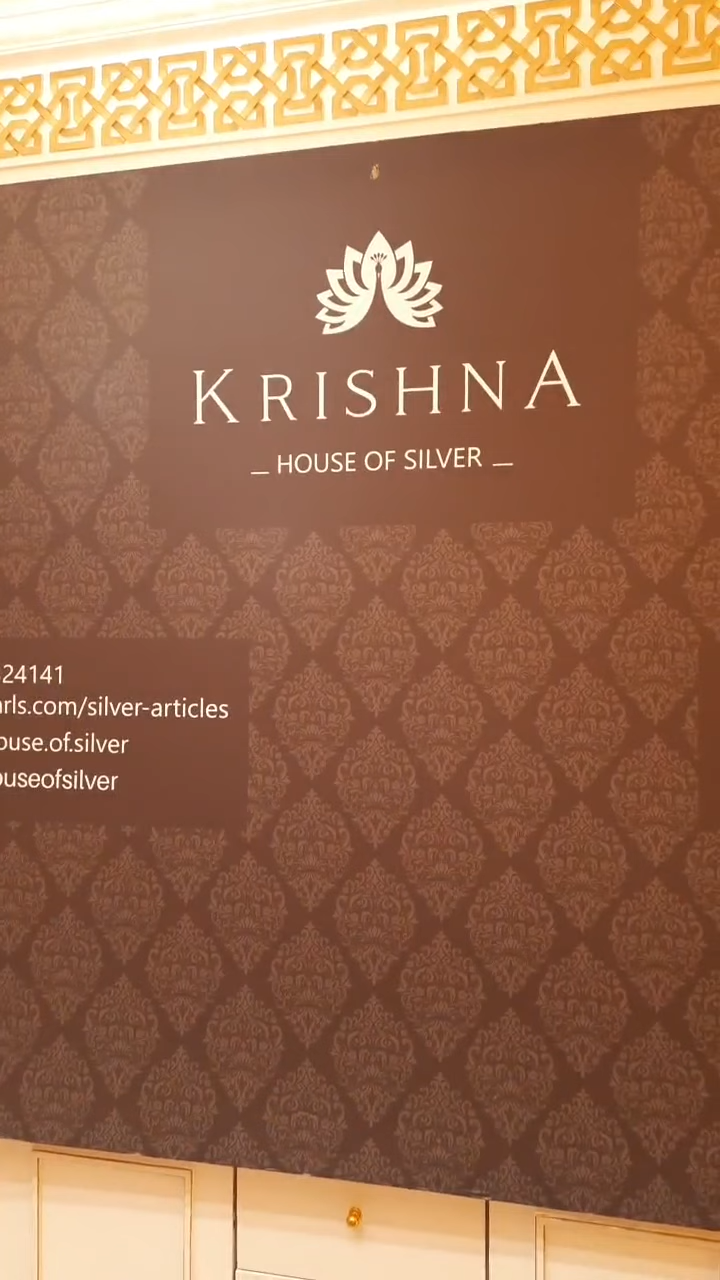 KRISHNA
— HOUSE OF SILVER —
24141
rls.com/silver-articles
ouse.of.silver
ouseofsilver